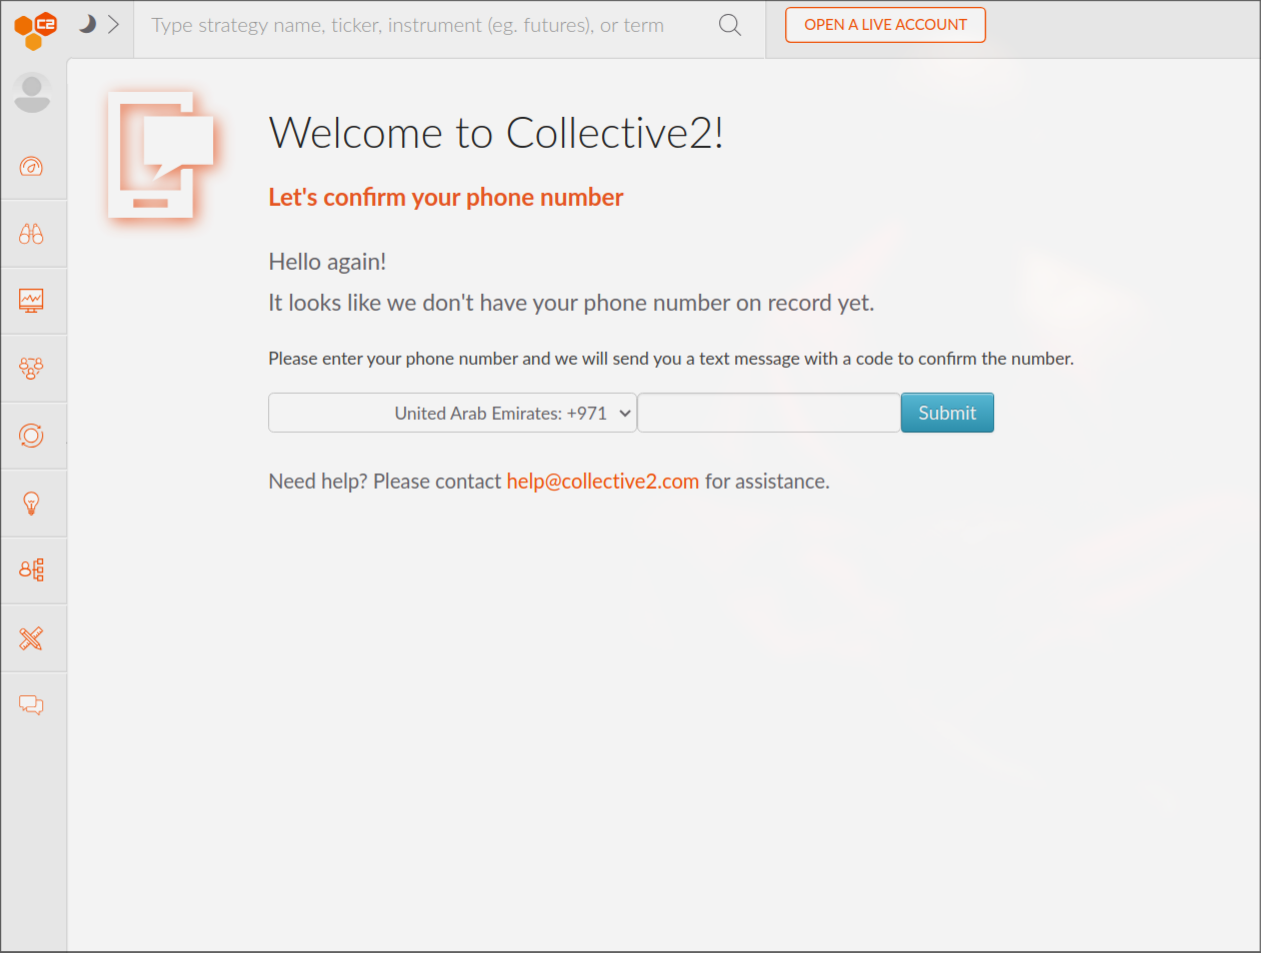 C2
Type strategy name, ticker, instrument (eg. futures), or term
OPEN A LIVE ACCOUNT
Welcome to Collective2!
Let's confirm your phone number
Hello again!
It looks like we don't have your phone number on record yet.
Please enter your phone number and we will send you a text message with a code to confirm the number.
United Arab Emirates: +971
Submit
Need help? Please contact help@collective2.com for assistance.